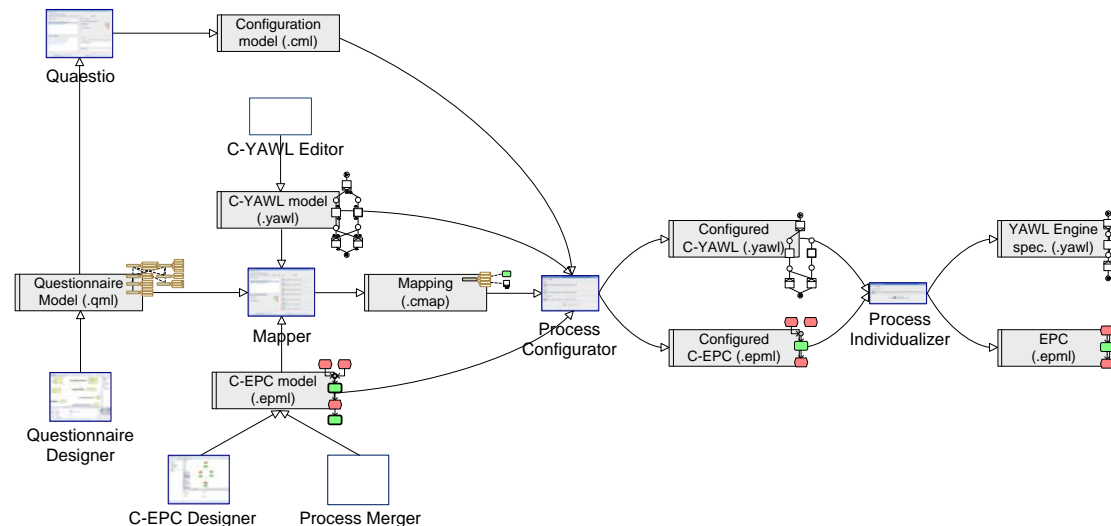 Configuration
model (.cml)
Quaestio
C-YAWL Editor
C-YAWL model
(.yawl)
Questionnaire
Model (.qml)
Mapper
Mapping
(.cmap)
Process
Configurator
Configured
C-YAWL (.yawl)
Configured
C-EPC (.epml)
Process
Individualizer
YAWL Engine
spec. (.yawl)
EPC
(.epml)
C-EPC model
(.epml)
Questionnaire
Designer
C-EPC Designer
Process Merger